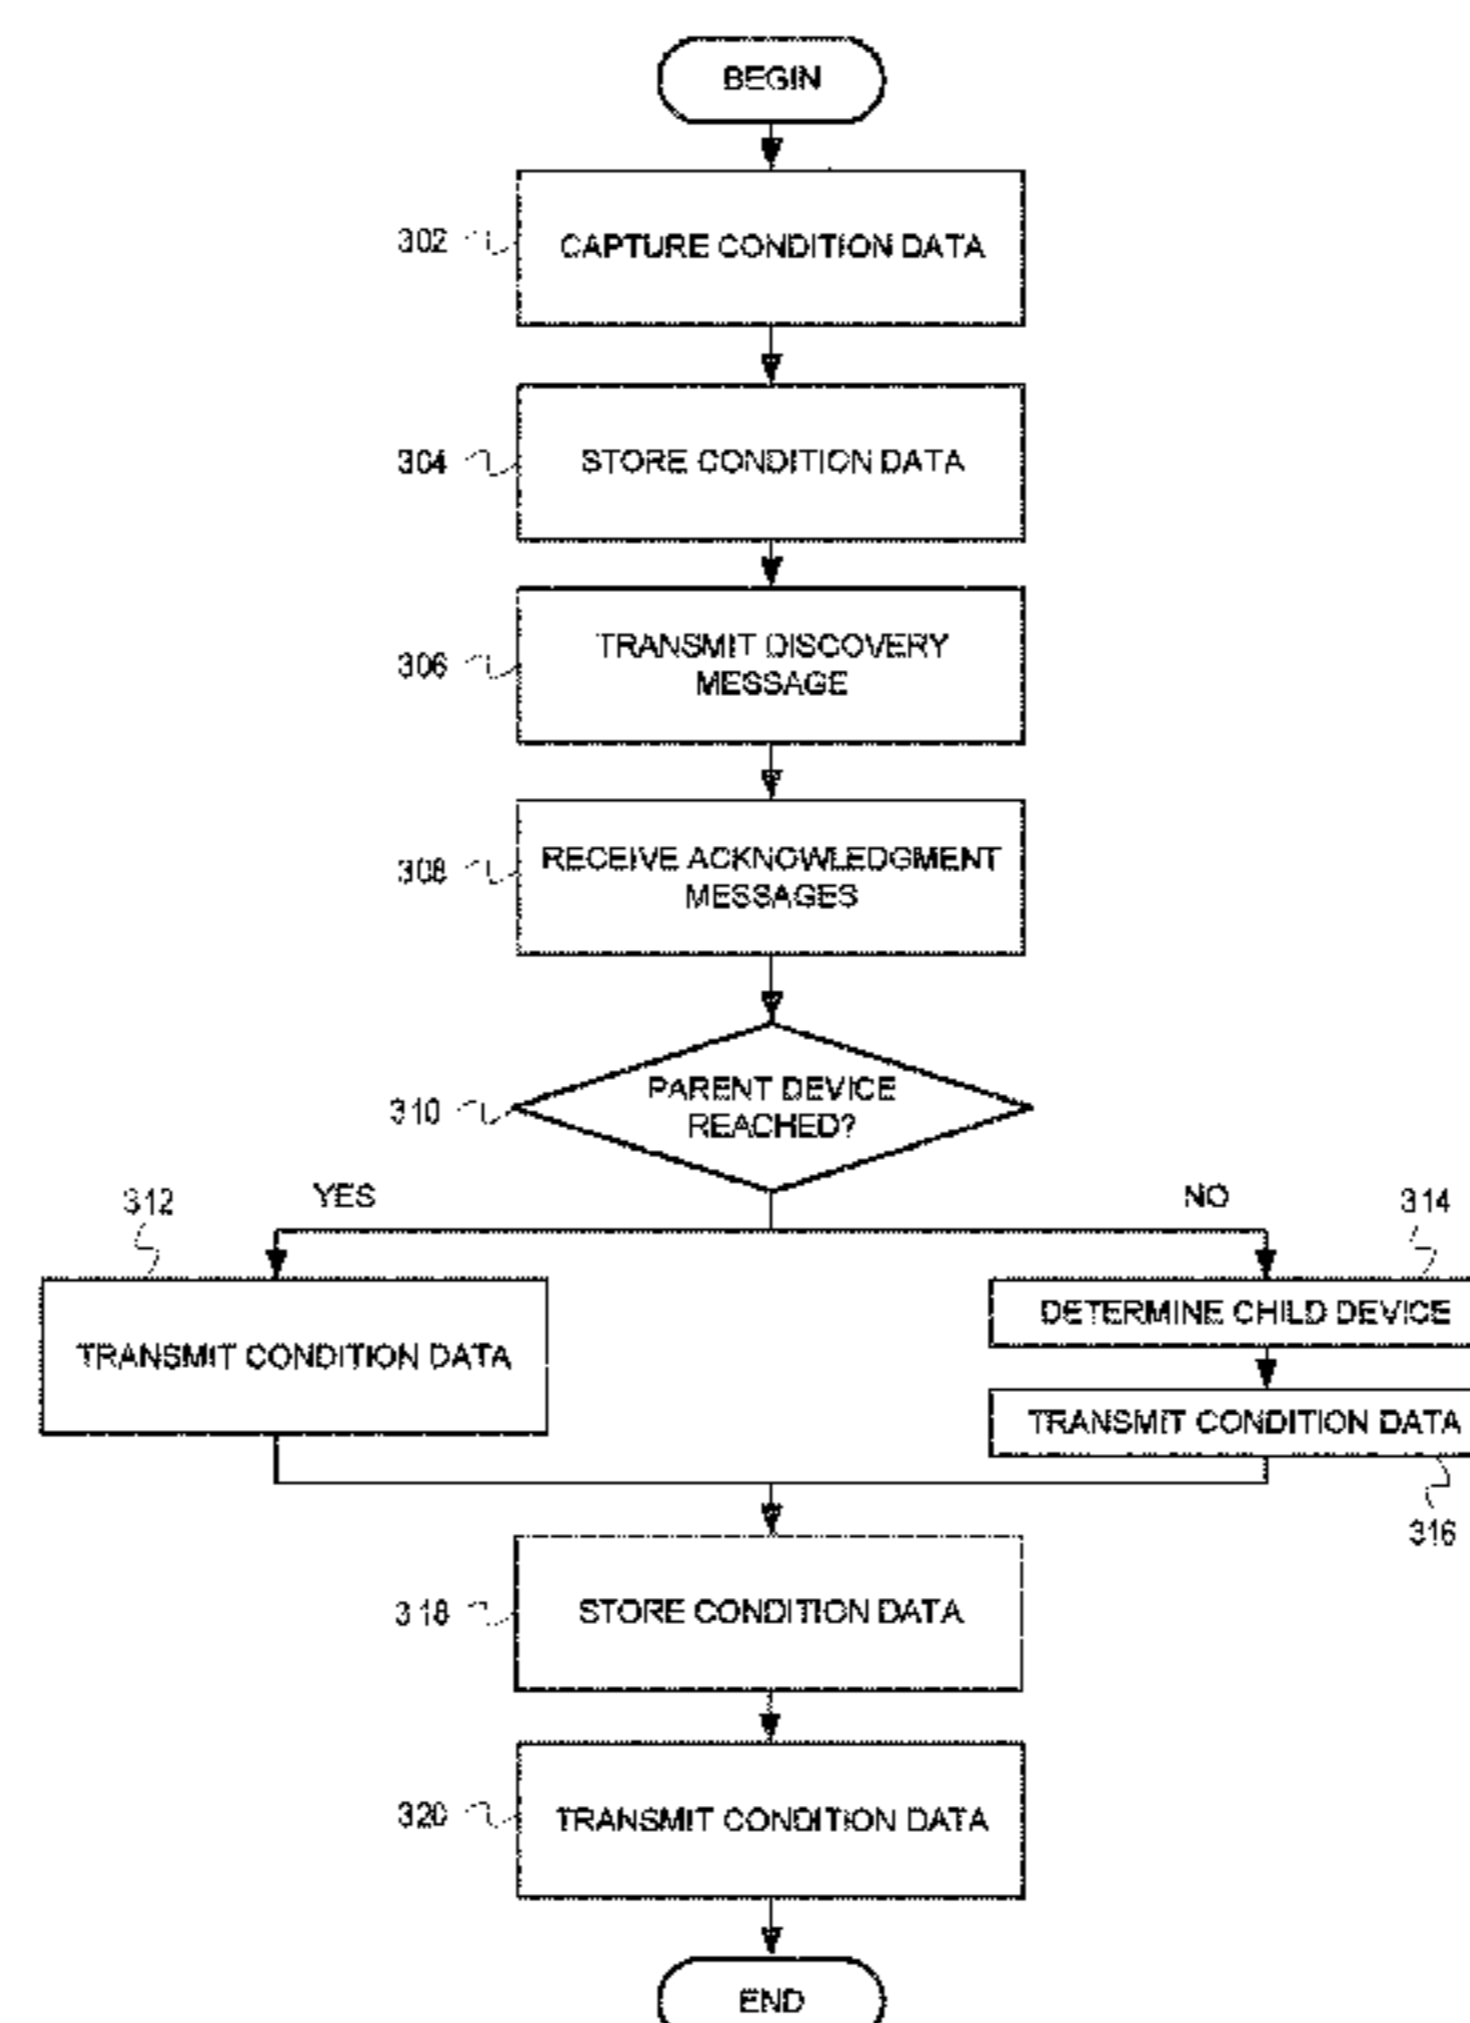 BEGIN
302
CAPTURE CONDITION DATA
304
STORE CONDITION DATA
306
TRANSMIT DISCOVERY
MESSAGE
308
RECEIVE ACKNOWLEDGMENT
MESSAGES
310
PARENT DEVICE
REACHED?
312
YES
NO
314
TRANSMIT CONDITION DATA
DETERMINE CHILD DEVICE
TRANSMIT CONDITION DATA
316
318
STORE CONDITION DATA
320
TRANSMIT CONDITION DATA
END